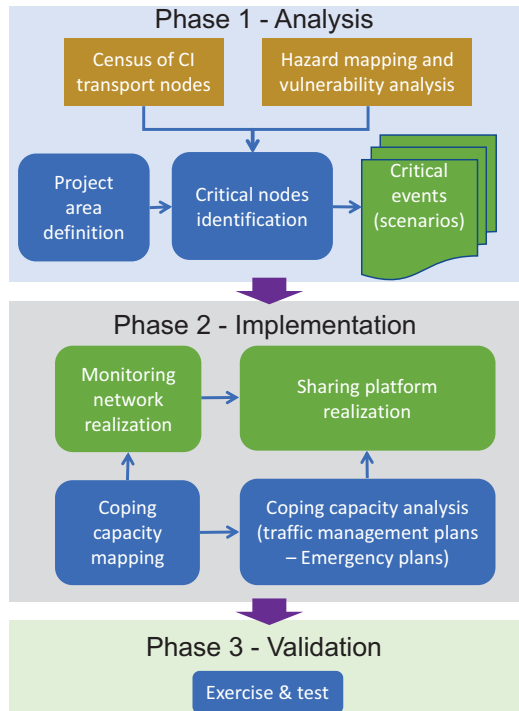 Phase 1 - Analysis
Census of CI
transport nodes
Hazard mapping and
vulnerability analysis
Project
area
definition
Critical nodes
identification
Critical
events
(scenarios)
Phase 2 - Implementation
Monitoring
network
realization
Sharing platform
realization
Coping
capacity
mapping
Coping capacity analysis
(traffic management plans
– Emergency plans)
Phase 3 - Validation
Exercise & test